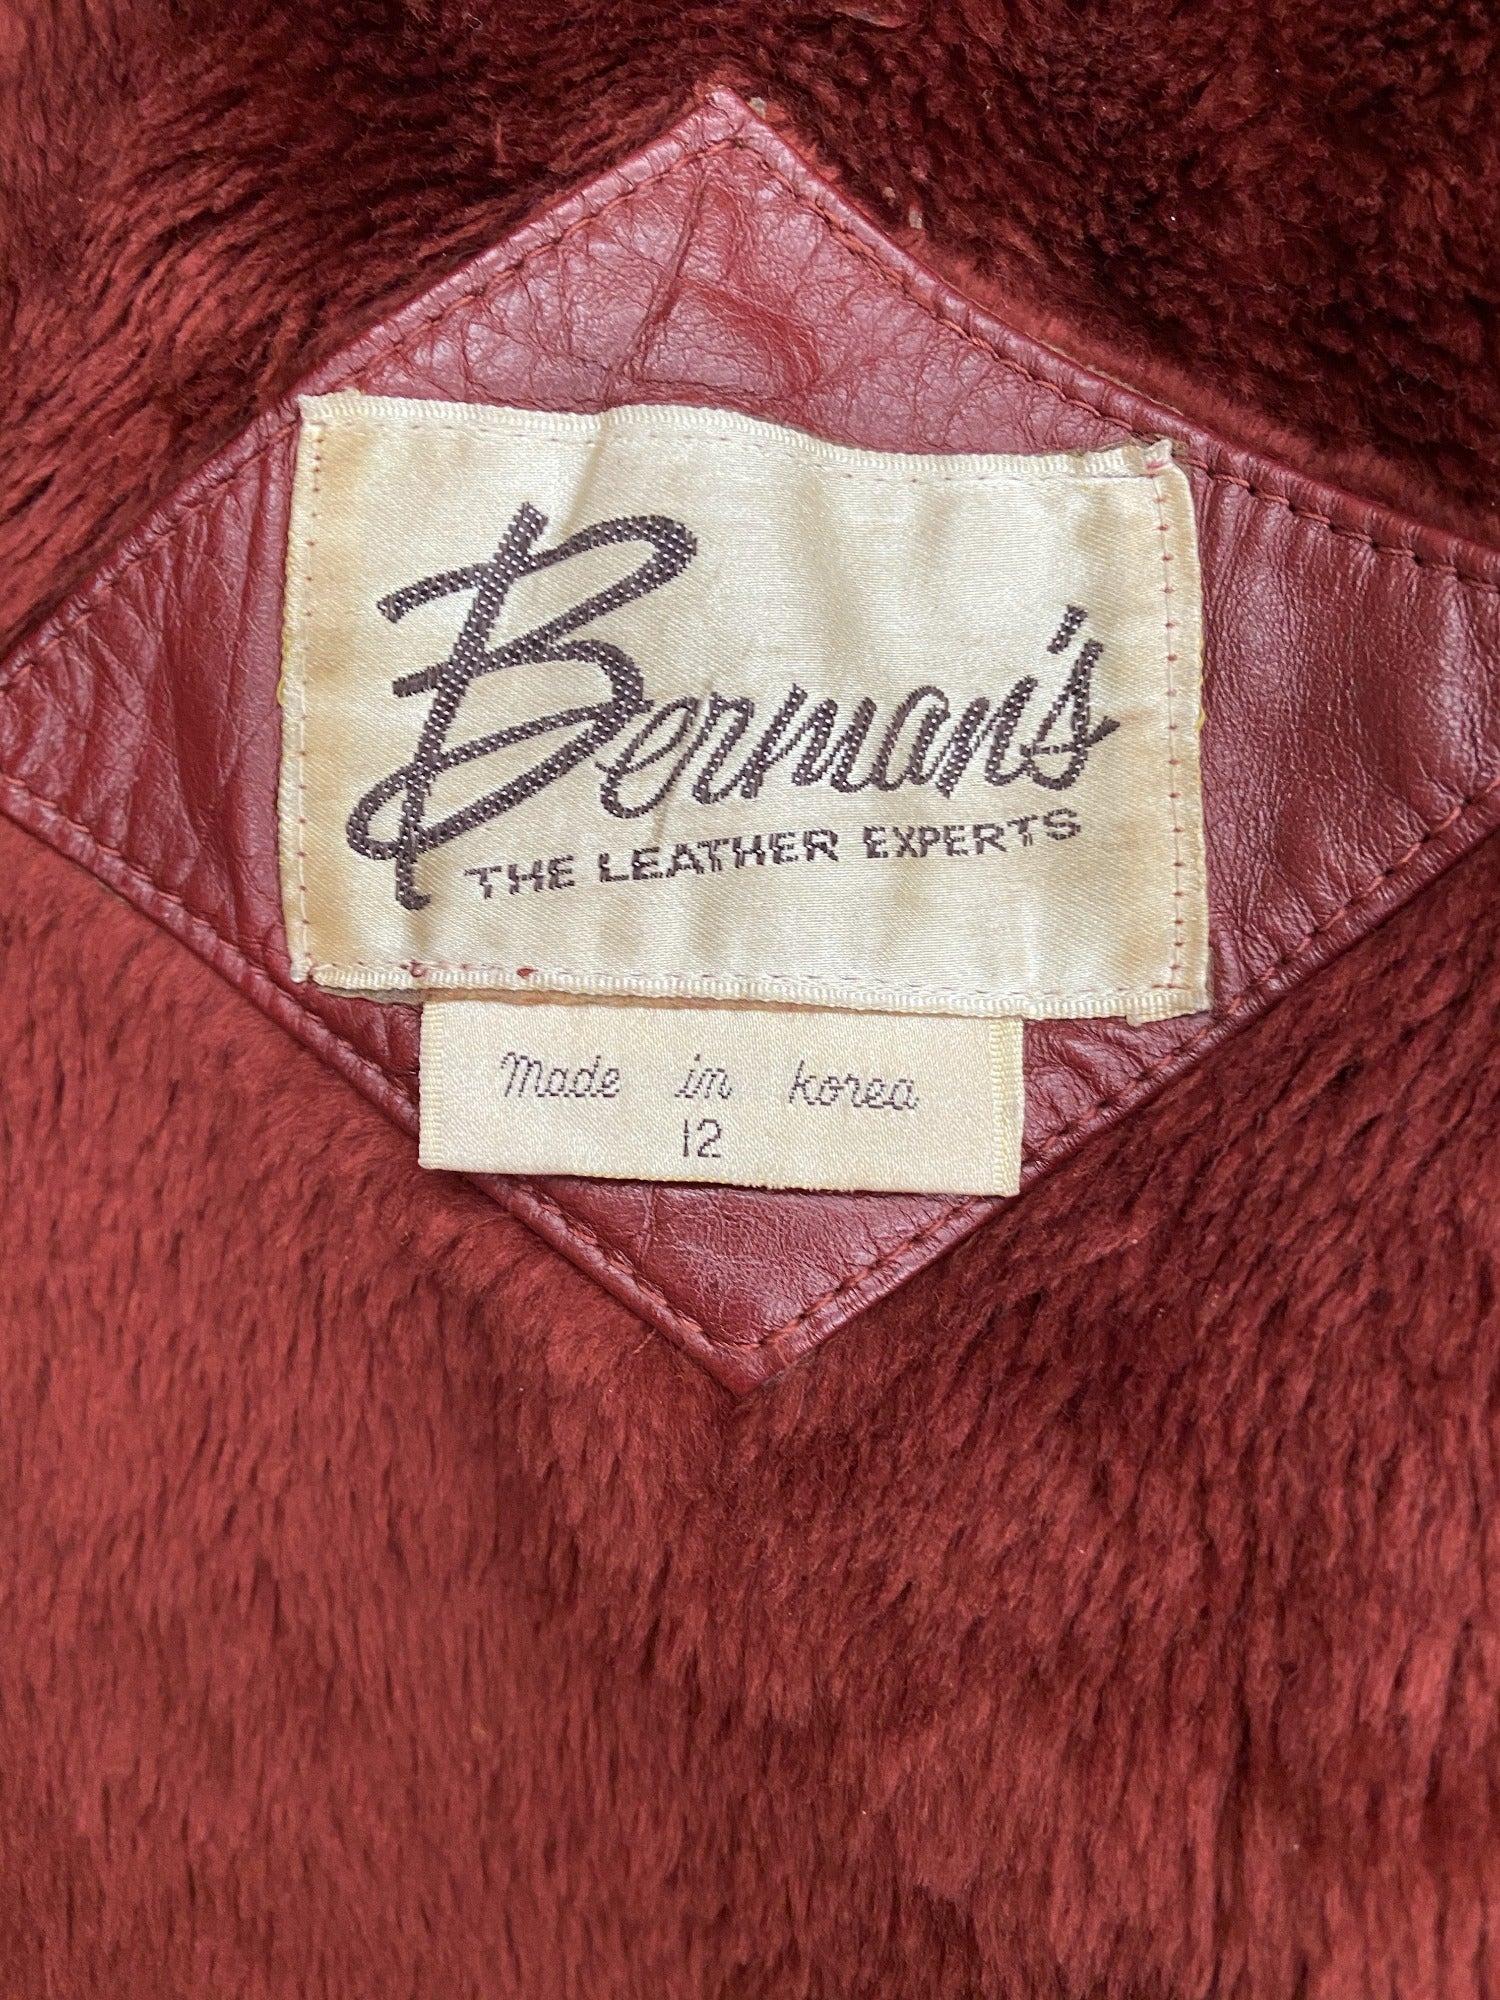 Berman's
THE LEATHER EXPERTS
Made in Korea
12